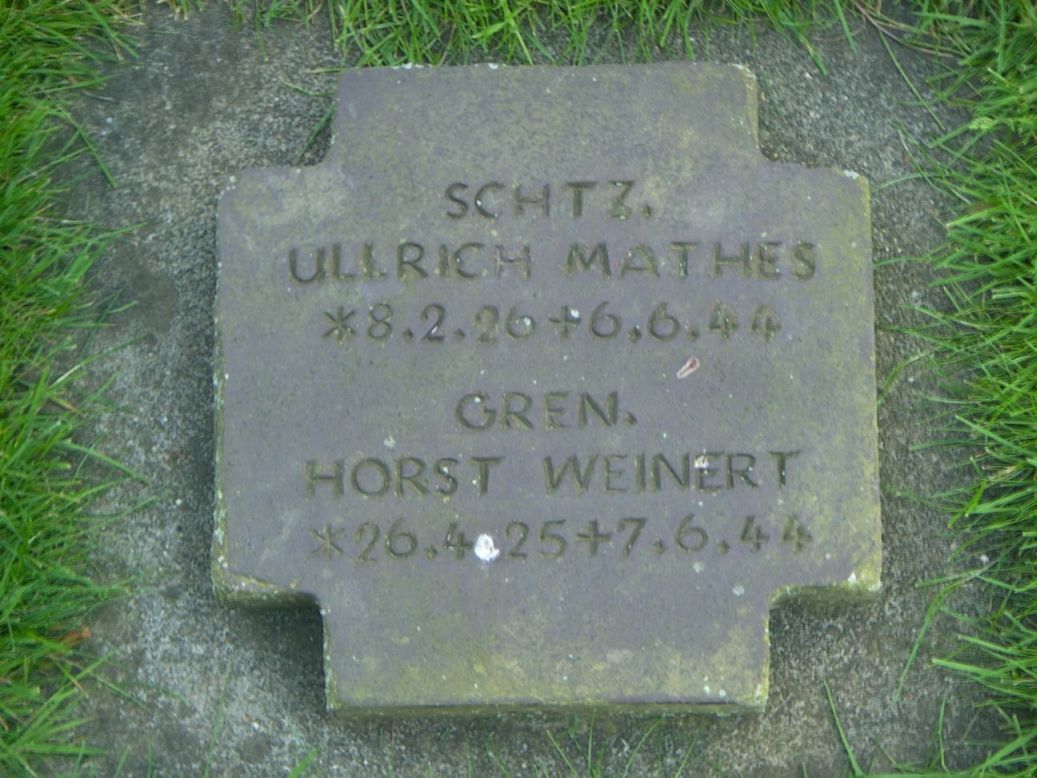 SCHTZ.
ULLRICH MATHES
*8.2.26+6.6.44
GREN.
HORST WEINERT
*26.4.25+7.6.44